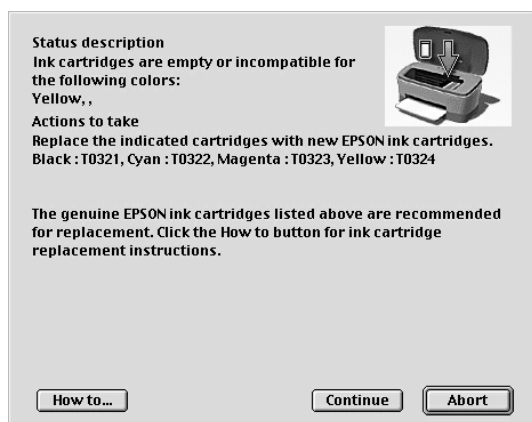 Status description
Ink cartridges are empty or incompatible for
the following colors:
Yellow, ,
Actions to take
Replace the indicated cartridges with new EPSON ink cartridges.
Black : T0321, Cyan : T0322, Magenta : T0323, Yellow : T0324
The genuine EPSON ink cartridges listed above are recommended
for replacement. Click the How to button for ink cartridge
replacement instructions.
How to...
Continue
Abort